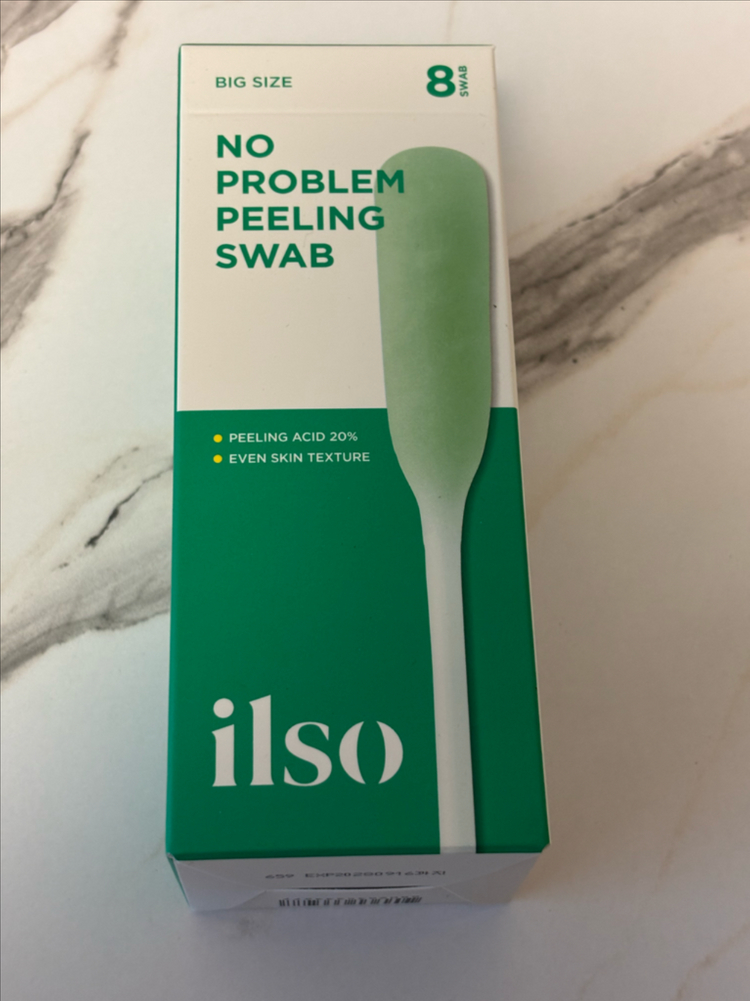 BIG SIZE
8 SWAB
NO
PROBLEM
PEELING
SWAB
PEELING ACID 20%
EVEN SKIN TEXTURE
ilso